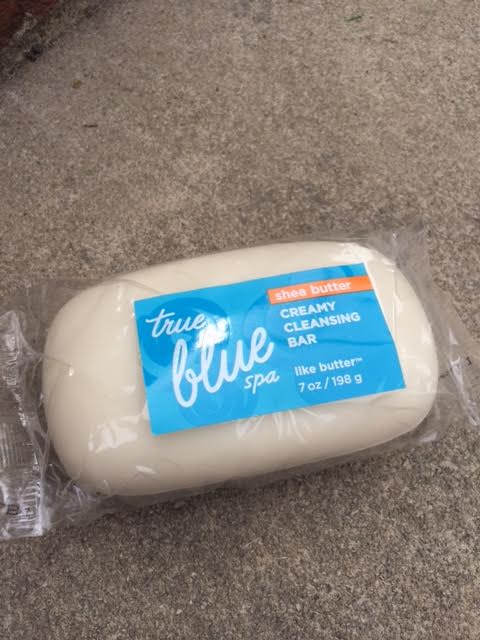 true
blue
spa
shea butter
CREAMY
CLEANSING
BAR
like butter™
7 oz / 198 g